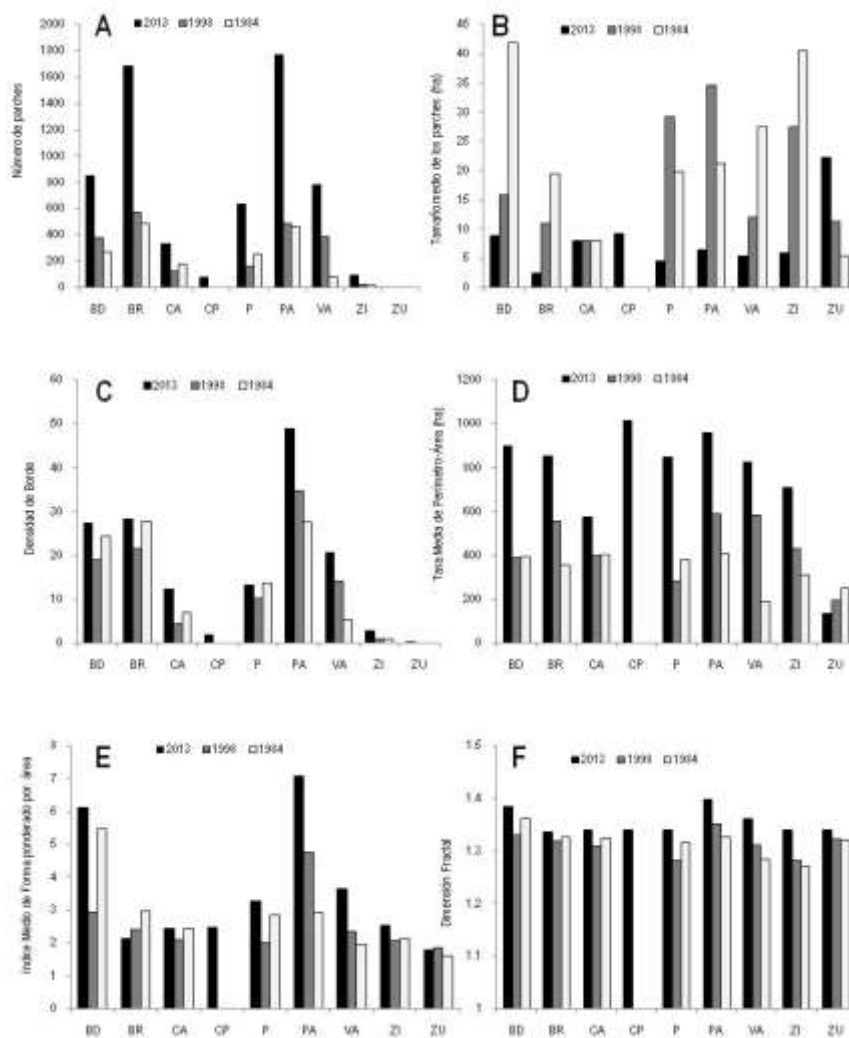 A
■ 2013 ■ 1998 □ 1984
Número de parches
2000
1800
1600
1400
1200
1000
800
600
400
200
0
BD BR CA CP P PA VA ZI ZU
B
■ 2013 ■ 1998 □ 1984
Tamaño medio de los parches (ha)
45
40
35
30
25
20
15
10
5
0
BD BR CA CP P PA VA ZI ZU
C
■ 2013 ■ 1998 □ 1984
Densidad de Borde
60
50
40
30
20
10
0
BD BR CA CP P PA VA ZI ZU
D
■ 2013 ■ 1998 □ 1984
Tasa Media de Perímetro-Área (ha)
1200
1000
800
600
400
200
0
BD BR CA CP P PA VA ZI ZU
E
■ 2013 ■ 1998 □ 1984
Índice Medio de Forma ponderado por área
8
7
6
5
4
3
2
1
0
BD BR CA CP P PA VA ZI ZU
F
■ 2013 ■ 1998 □ 1984
Dimensión Fractal
1.5
1.4
1.3
1.2
1.1
1
BD BR CA CP P PA VA ZI ZU